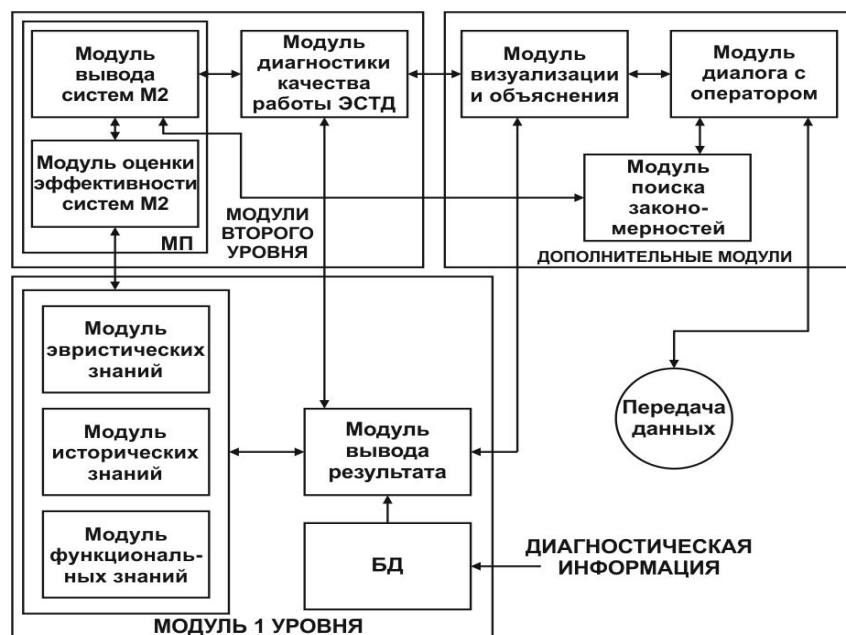 Модуль
вывода
систем М2
Модуль
диагностики
качества
работы ЭСТД
Модуль
визуализации
и объяснения
Модуль
диалога с
оператором
Модуль оценки
эффективности
систем М2
МП
МОДУЛИ
ВТОРОГО
УРОВНЯ
Модуль
поиска
законо-
мерностей
ДОПОЛНИТЕЛЬНЫЕ МОДУЛИ
Модуль
эвристических
знаний
Модуль
исторических
знаний
Модуль
функциональ-
ных знаний
Модуль
вывода
результата
БД
МОДУЛЬ 1 УРОВНЯ
Передача
данных
ДИАГНОСТИЧЕСКАЯ
ИНФОРМАЦИЯ